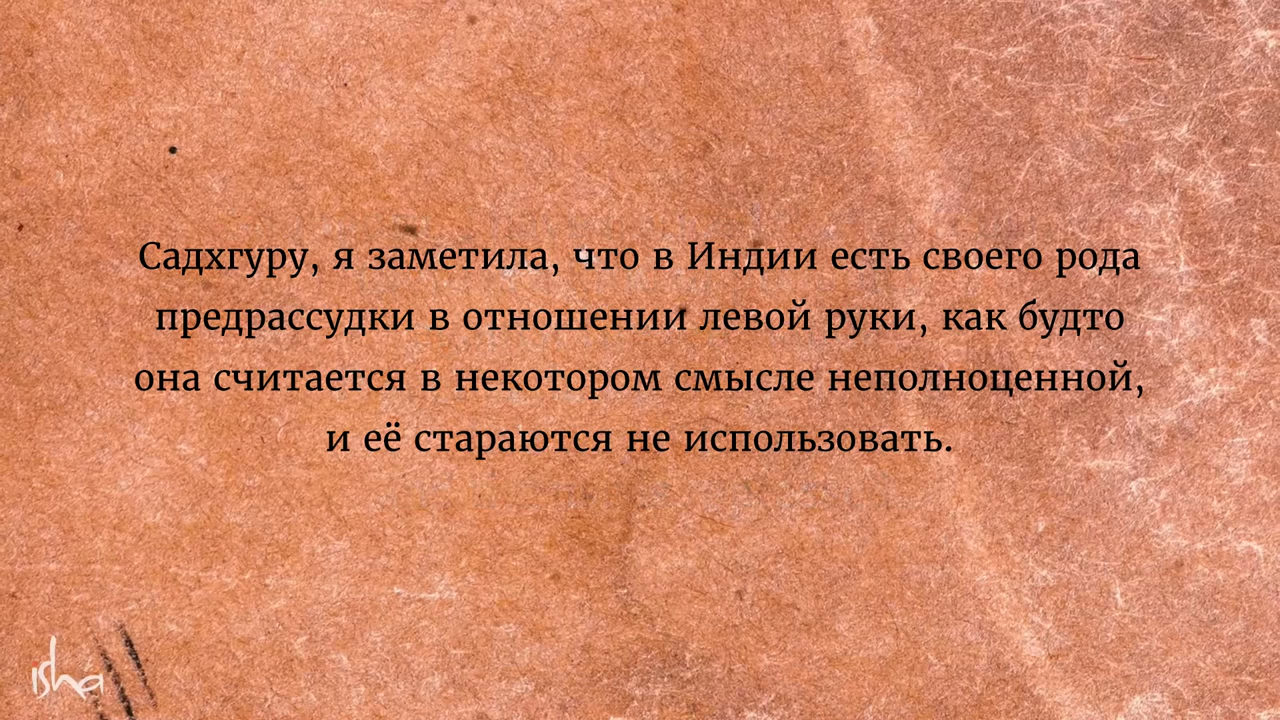 Садхгуру, я заметила, что в Индии есть своего рода
предрассудки в отношении левой руки, как будто
она считается в некотором смысле неполноценной,
и её стараются не использовать.
isha